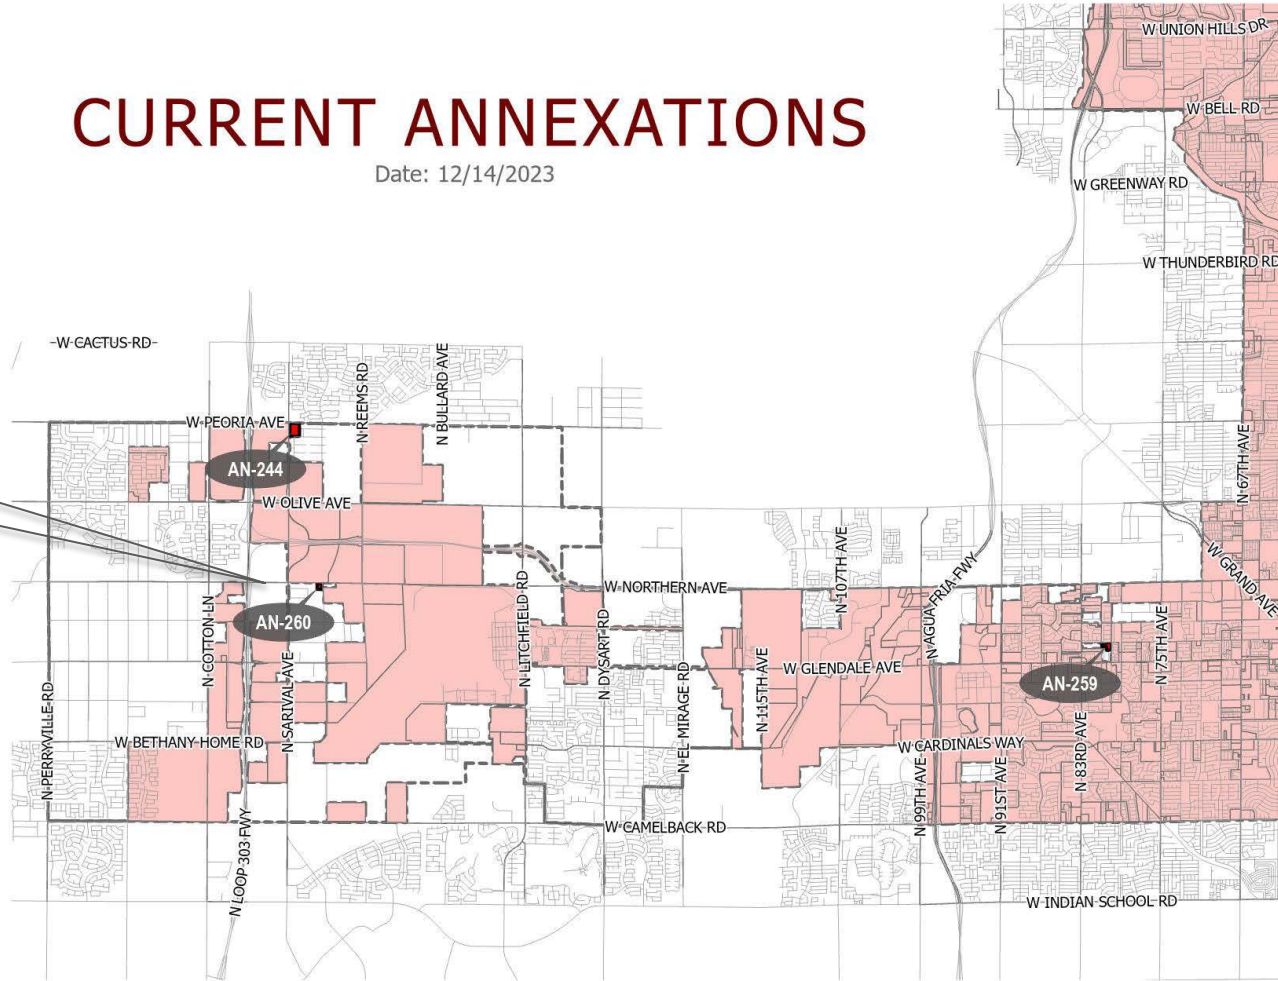 CURRENT ANNEXATIONS
Date: 12/14/2023
W UNION HILLS DR
W BELL RD
W GREENWAY RD
W THUNDERBIRD RD
W CACTUS RD
W PEORIA AVE
N REEMS RD
N BULLARD AVE
N 67TH AVE
AN-244
W OLIVE AVE
N 107TH AVE
N AGUA FRIA FWY
W GRAND AVE
W NORTHERN AVE
N COTTON LN
AN-260
N LITCHFIELD RD
N DYSART RD
N SARIVAL AVE
N EL MIRAGE RD
N 115TH AVE
W GLENDALE AVE
N 75TH AVE
AN-259
N PERRYVILLE RD
W BETHANY HOME RD
W CARDINALS WAY
N 83RD AVE
N 99TH AVE
N 91ST AVE
W CAMELBACK RD
N LOOP 303 FWY
W INDIAN SCHOOL RD